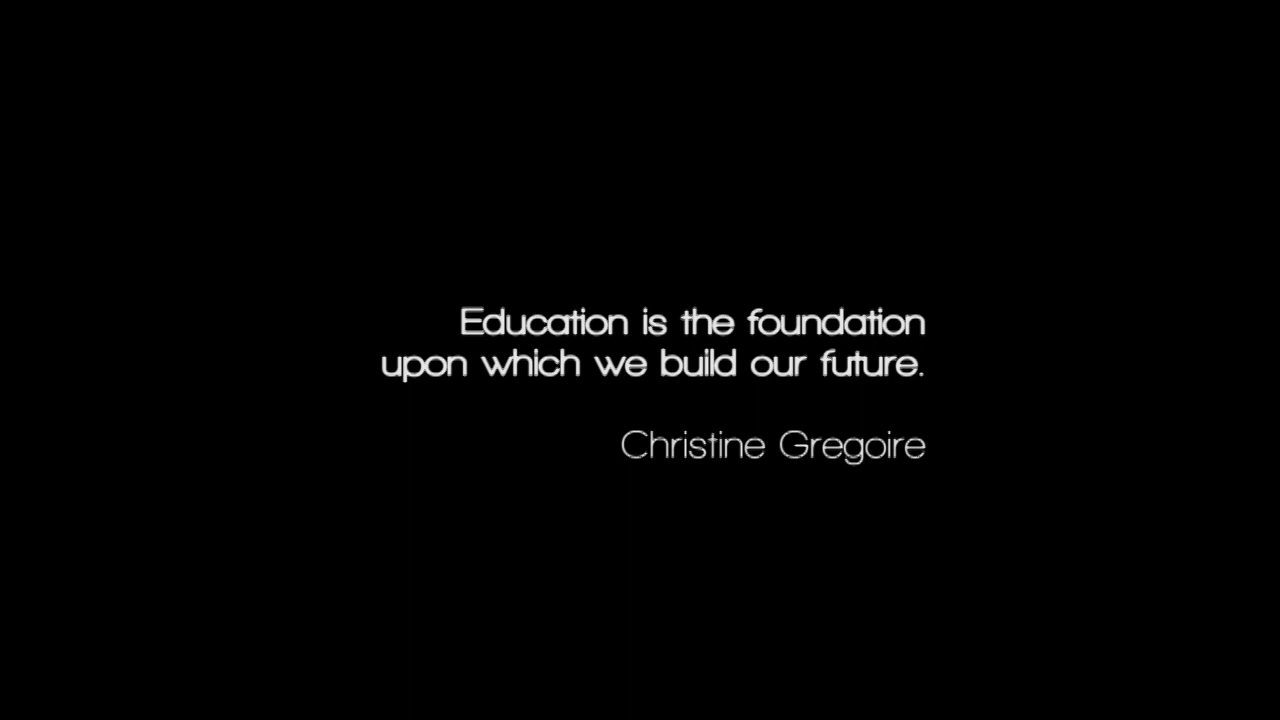 Education is the foundation
upon which we build our future.
Christine Gregoire